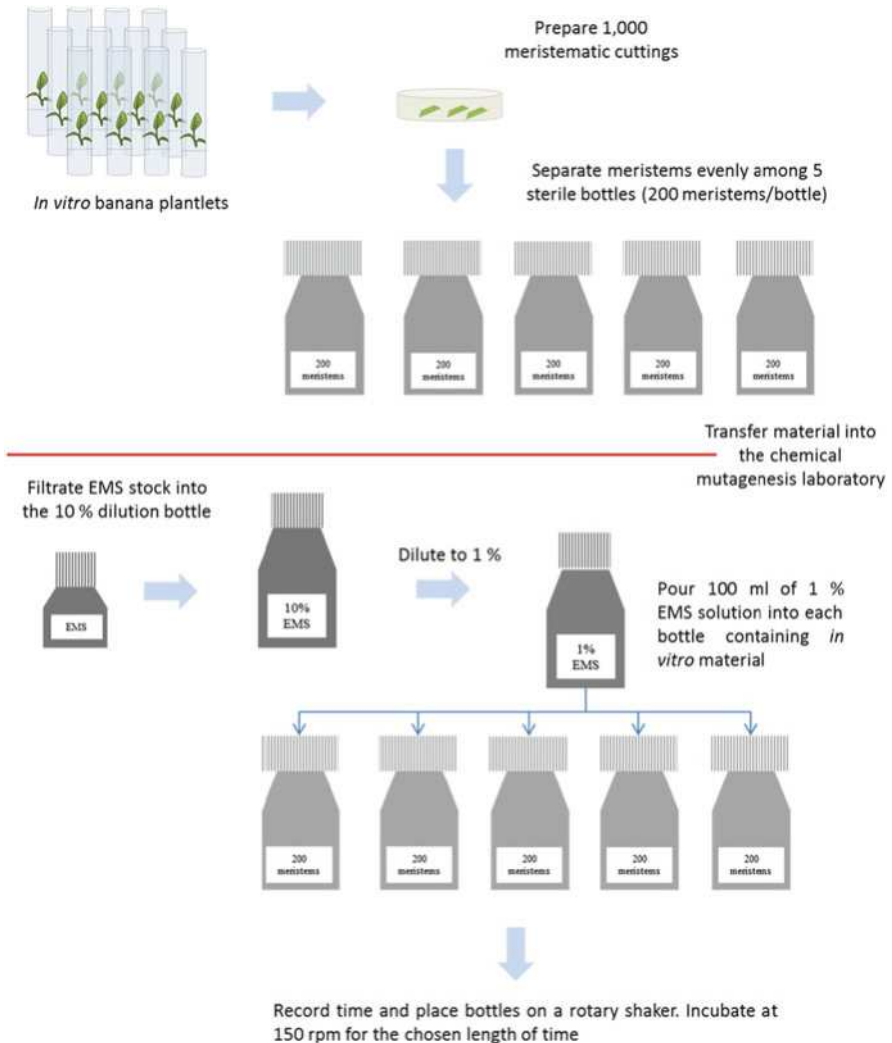 Prepare 1,000
meristematic cuttings
In vitro banana plantlets
Separate meristems evenly among 5
sterile bottles (200 meristems/bottle)
200
meristems
200
meristems
200
meristems
200
meristems
200
meristems
Transfer material into
the chemical
mutagenesis laboratory
Filtrate EMS stock into
the 10 % dilution bottle
EMS
10%
EMS
Dilute to 1 %
1%
EMS
Pour 100 ml of 1 %
EMS solution into each
bottle containing in
vitro material
200
meristems
200
meristems
200
meristems
200
meristems
200
meristems
Record time and place bottles on a rotary shaker. Incubate at
150 rpm for the chosen length of time